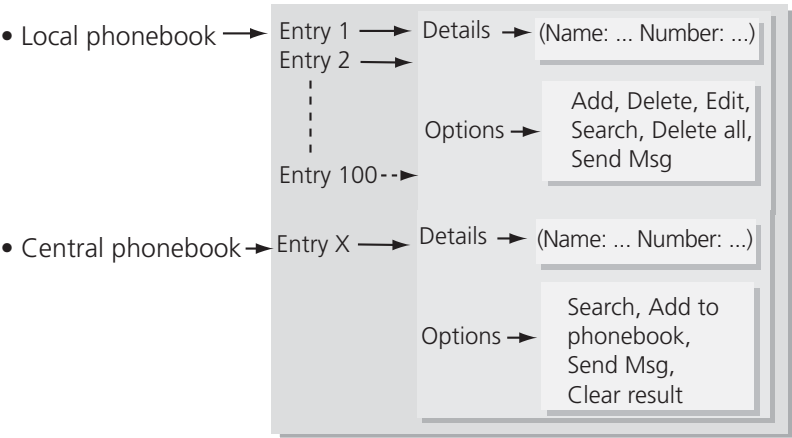 • Local phonebook
Entry 1
Details
(Name: ... Number: ...)
Entry 2
Options
Add, Delete, Edit,
Search, Delete all,
Send Msg
Entry 100
• Central phonebook
Entry X
Details
(Name: ... Number: ...)
Options
Search, Add to
phonebook,
Send Msg,
Clear result